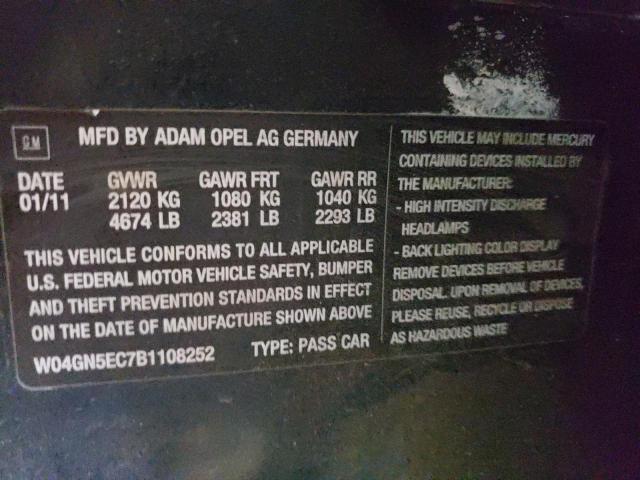 GM
MFD BY ADAM OPEL AG GERMANY
DATE GVWR GAWR FRT GAWR RR
01/11 2120 KG 1080 KG 1040 KG
4674 LB 2381 LB 2293 LB
THIS VEHICLE CONFORMS TO ALL APPLICABLE
U.S. FEDERAL MOTOR VEHICLE SAFETY, BUMPER
AND THEFT PREVENTION STANDARDS IN EFFECT
ON THE DATE OF MANUFACTURE SHOWN ABOVE
W04GN5EC7B1108252 TYPE: PASS CAR
THIS VEHICLE MAY INCLUDE MERCURY
CONTAINING DEVICES INSTALLED BY
THE MANUFACTURER:
- HIGH INTENSITY DISCHARGE
HEADLAMPS
- BACK LIGHTING COLOR DISPLAY
REMOVE DEVICES BEFORE VEHICLE
DISPOSAL. UPON REMOVAL OF DEVICES,
PLEASE REUSE, RECYCLE OR DISPOSE
AS HAZARDOUS WASTE